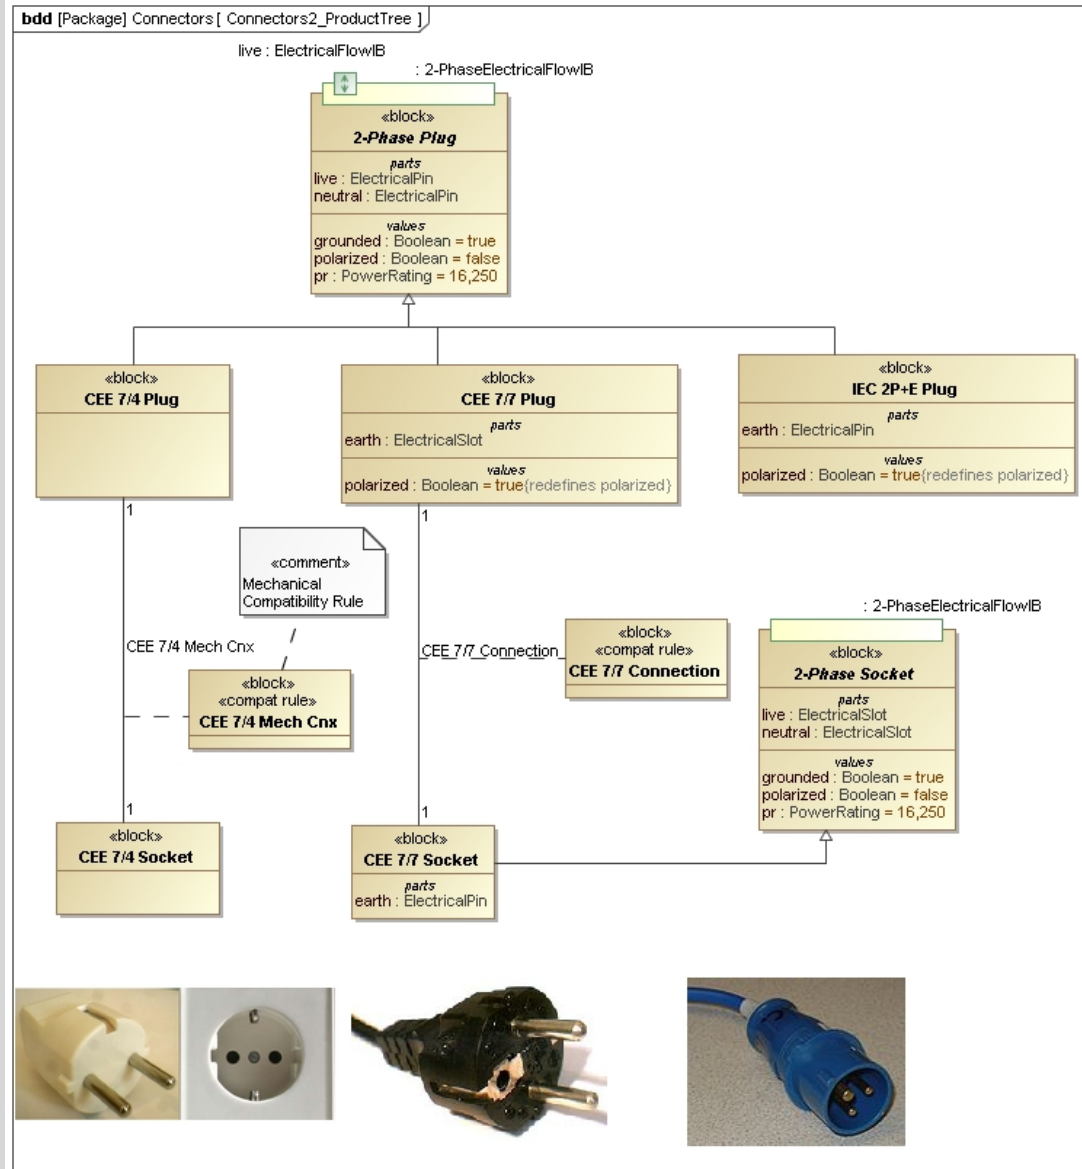 bdd [Package] Connectors [ Connectors2_ProductTree ]
live : ElectricalFlowIB
: 2-PhaseElectricalFlowIB
«block»
2-Phase Plug
parts
live : ElectricalPin
neutral : ElectricalPin
values
grounded : Boolean = true
polarized : Boolean = false
pr : PowerRating = 16,250
«block»
CEE 7/4 Plug
«block»
CEE 7/7 Plug
parts
earth : ElectricalSlot
values
polarized : Boolean = true{redefines polarized}
«block»
IEC 2P+E Plug
parts
earth : ElectricalPin
values
polarized : Boolean = true{redefines polarized}
1
1
«comment»
Mechanical
Compatibility Rule
CEE 7/4 Mech Cnx
«block»
«compat rule»
CEE 7/4 Mech Cnx
CEE 7/7 Connection
«block»
«compat rule»
CEE 7/7 Connection
: 2-PhaseElectricalFlowIB
«block»
2-Phase Socket
parts
live : ElectricalSlot
neutral : ElectricalSlot
values
grounded : Boolean = true
polarized : Boolean = false
pr : PowerRating = 16,250
1
1
«block»
CEE 7/4 Socket
«block»
CEE 7/7 Socket
parts
earth : ElectricalPin